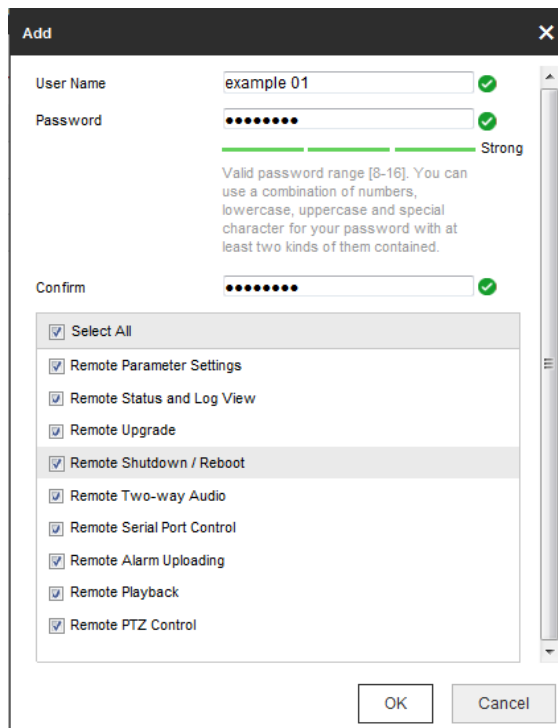 Add
User Name example 01
Password ••••••••
Strong
Valid password range [8-16]. You can
use a combination of numbers,
lowercase, uppercase and special
character for your password with at
least two kinds of them contained.
Confirm ••••••••
Select All
Remote Parameter Settings
Remote Status and Log View
Remote Upgrade
Remote Shutdown / Reboot
Remote Two-way Audio
Remote Serial Port Control
Remote Alarm Uploading
Remote Playback
Remote PTZ Control
OK Cancel